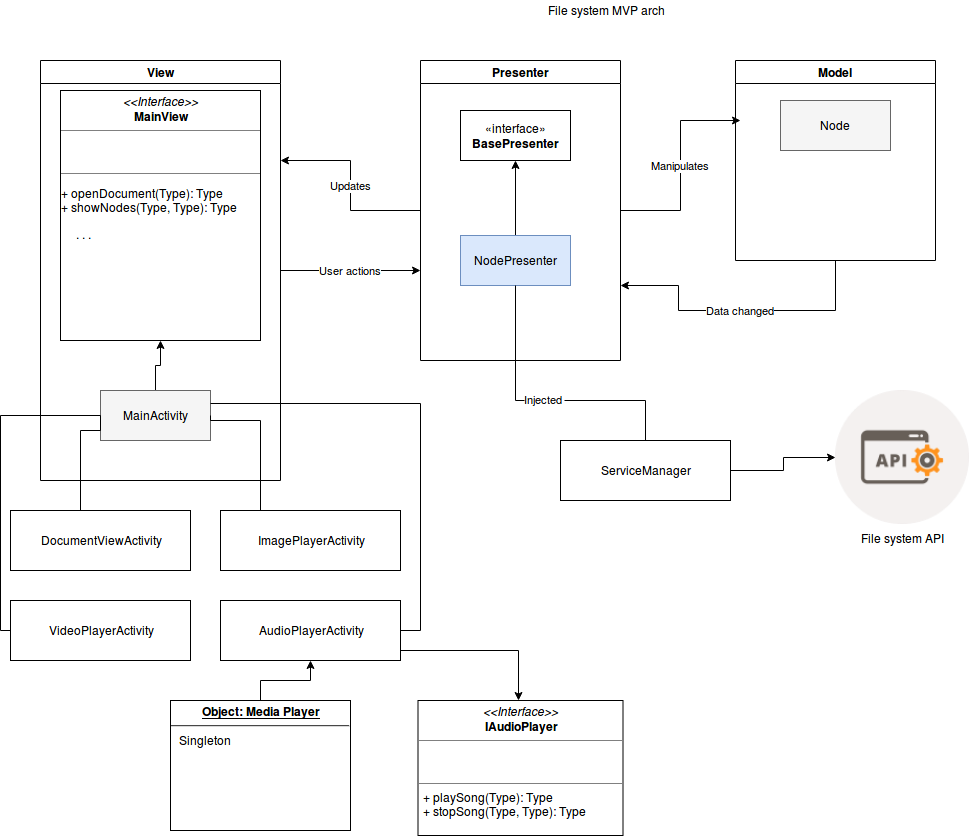 File system MVP arch
View
<<Interface>>
MainView
+ openDocument(Type): Type
+ showNodes(Type, Type): Type
...
Updates
User actions
Presenter
«interface»
BasePresenter
NodePresenter
Manipulates
Data changed
Model
Node
MainActivity
Injected
ServiceManager
API
File system API
DocumentViewActivity
ImagePlayerActivity
VideoPlayerActivity
AudioPlayerActivity
Object: Media Player
Singleton
<<Interface>>
IAudioPlayer
+ playSong(Type): Type
+ stopSong(Type, Type): Type